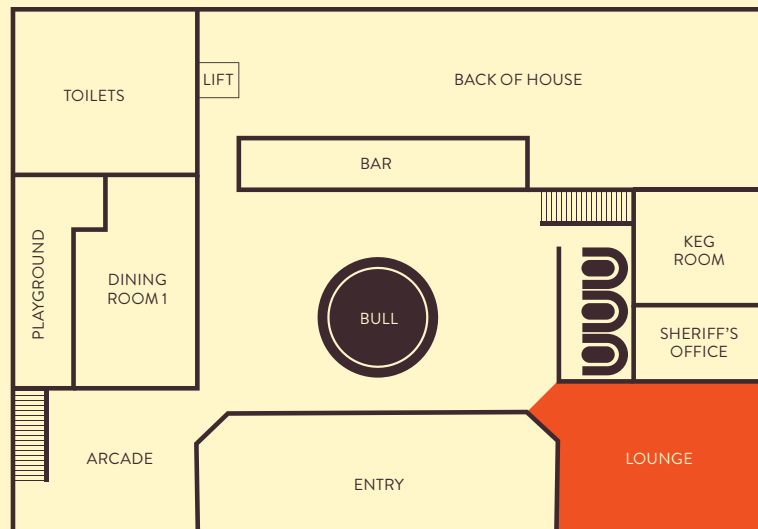 TOILETS
LIFT
BACK OF HOUSE
BAR
PLAYGROUND
DINING
ROOM 1
BULL
KEG
ROOM
SHERIFF'S
OFFICE
ARCADE
ENTRY
LOUNGE